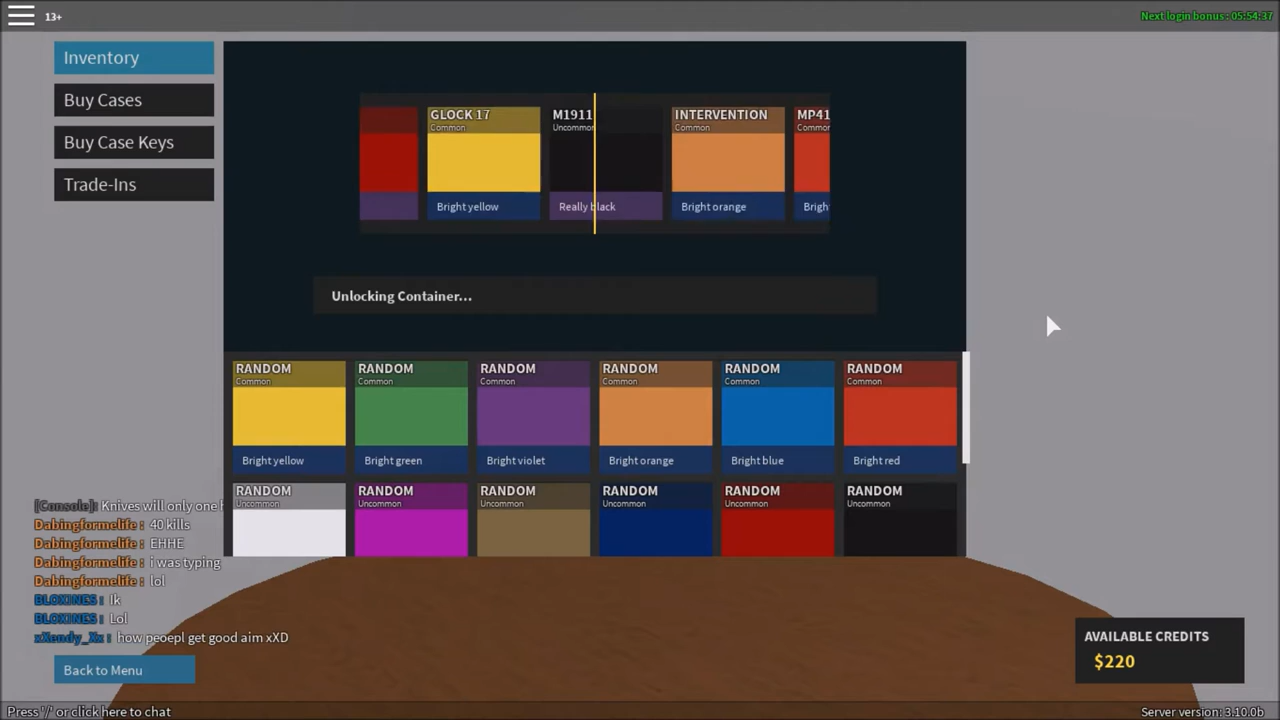 13+
Next login bonus : 05:54:37
Inventory
Buy Cases
Buy Case Keys
Trade-Ins
GLOCK 17
Common
Bright yellow
M1911
Uncommon
Really black
INTERVENTION
Common
Bright orange
MP41
Common
Bright
Unlocking Container...
RANDOM
Common
Bright yellow
RANDOM
Common
Bright green
RANDOM
Common
Bright violet
RANDOM
Common
Bright orange
RANDOM
Common
Bright blue
RANDOM
Common
Bright red
RANDOM
Uncommon
RANDOM
Uncommon
RANDOM
Uncommon
RANDOM
Uncommon
RANDOM
Uncommon
RANDOM
Uncommon
[Console]: Knives will only one h
Dabingformelife : 40 kills
Dabingformelife : EHHE
Dabingformelife : i was typing
Dabingformelife : lol
BLOXINES : Ik
BLOXINES : Lol
xXendy_Xx : how peoepl get good aim xXD
Back to Menu
AVAILABLE CREDITS
$220
Press '/' or click here to chat
Server version: 3.10.0b